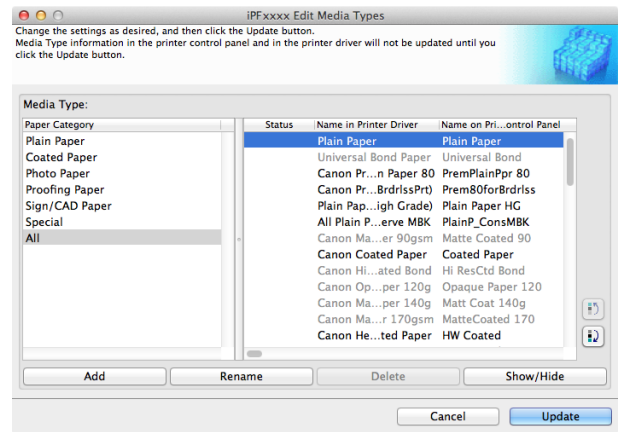 iPFxxxx Edit Media Types
Change the settings as desired, and then click the Update button.
Media Type information in the printer control panel and in the printer driver will not be updated until you
click the Update button.
Media Type:
Paper Category
Plain Paper
Coated Paper
Photo Paper
Proofing Paper
Sign/CAD Paper
Special
All
Status Name in Printer Driver Name on Pri...ontrol Panel
Plain Paper Plain Paper
Universal Bond Paper Universal Bond
Canon Pr...n Paper 80 PremPlainPpr 80
Canon Pr...BrdrlssPrt) Prem80forBrdrlss
Plain Pap...igh Grade) Plain Paper HG
All Plain P...erve MBK PlainP_ConsMBK
Canon Ma...er 90gsm Matte Coated 90
Canon Coated Paper Coated Paper
Canon Hi...ated Bond Hi ResCtd Bond
Canon Op...per 120g Opaque Paper 120
Canon Ma...per 140g Matt Coat 140g
Canon Ma...r 170gsm MatteCoated 170
Canon He...ted Paper HW Coated
Add Rename Delete Show/Hide
Cancel Update